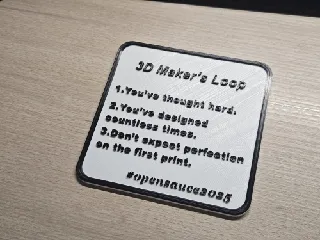 3D Maker's Loop
1.You've thought hard.
2.You've designed
countless times.
3.Don't expect perfection
on the first print.
#opensauce2025